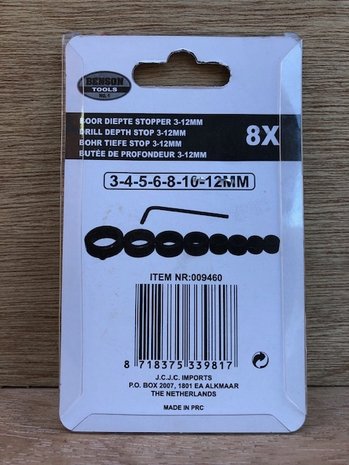 BENSON
TOOLS
NO. 1
BOOR DIEPTE STOPPER 3-12MM
DRILL DEPTH STOP 3-12MM
BOHR TIEFE STOP 3-12MM
BUTÉE DE PROFONDEUR 3-12MM
8X
3-4-5-6-8-10-12MM
ITEM NR:009460
8 718375 339817
J.C.J.C. IMPORTS
P.O. BOX 2007, 1801 EA ALKMAAR
THE NETHERLANDS
MADE IN PRC